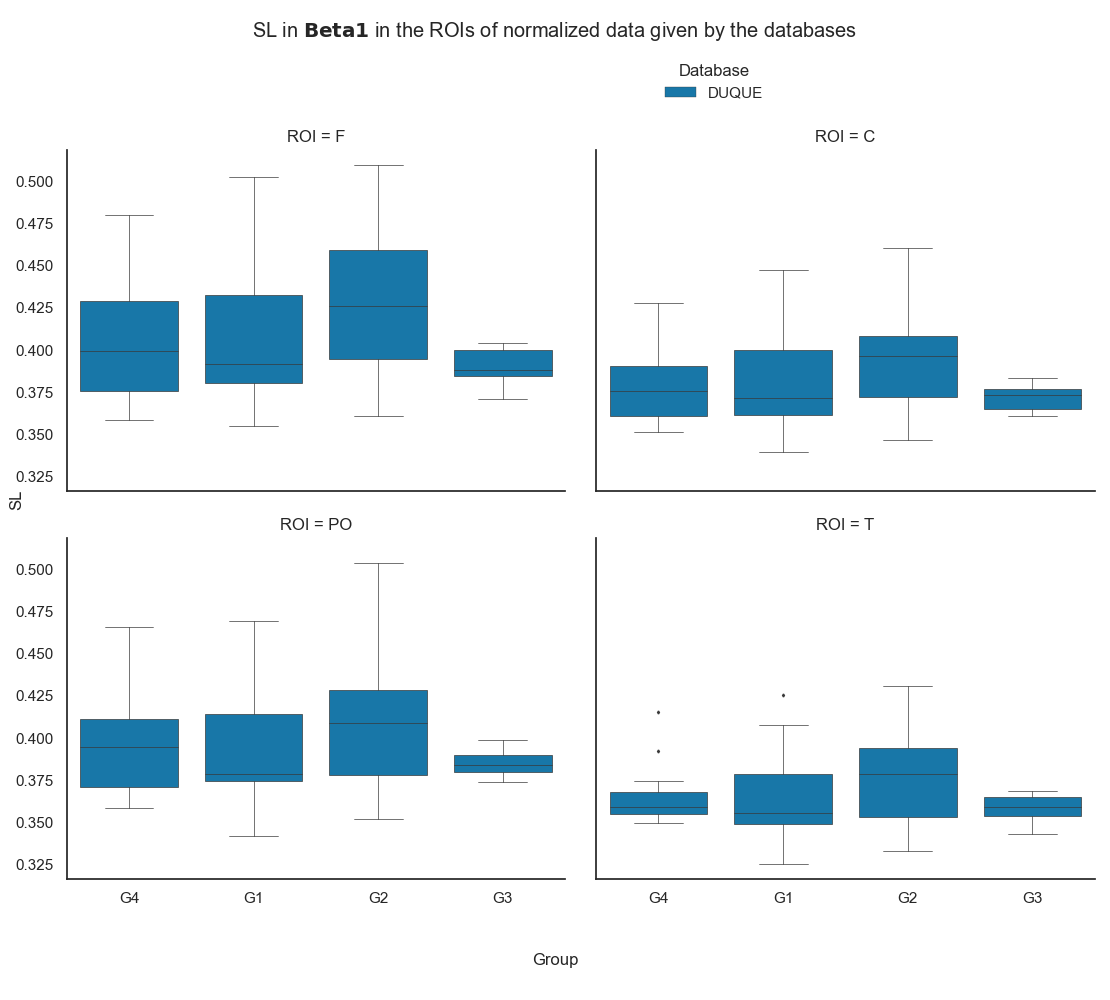 SL in Beta1 in the ROIs of normalized data given by the databases
Database
DUQUE
ROI = F
ROI = C
0.500
0.475
0.450
0.425
0.400
0.375
0.350
0.325
SL
ROI = PO
ROI = T
0.500
0.475
0.450
0.425
0.400
0.375
0.350
0.325
G4 G1 G2 G3
G4 G1 G2 G3
Group